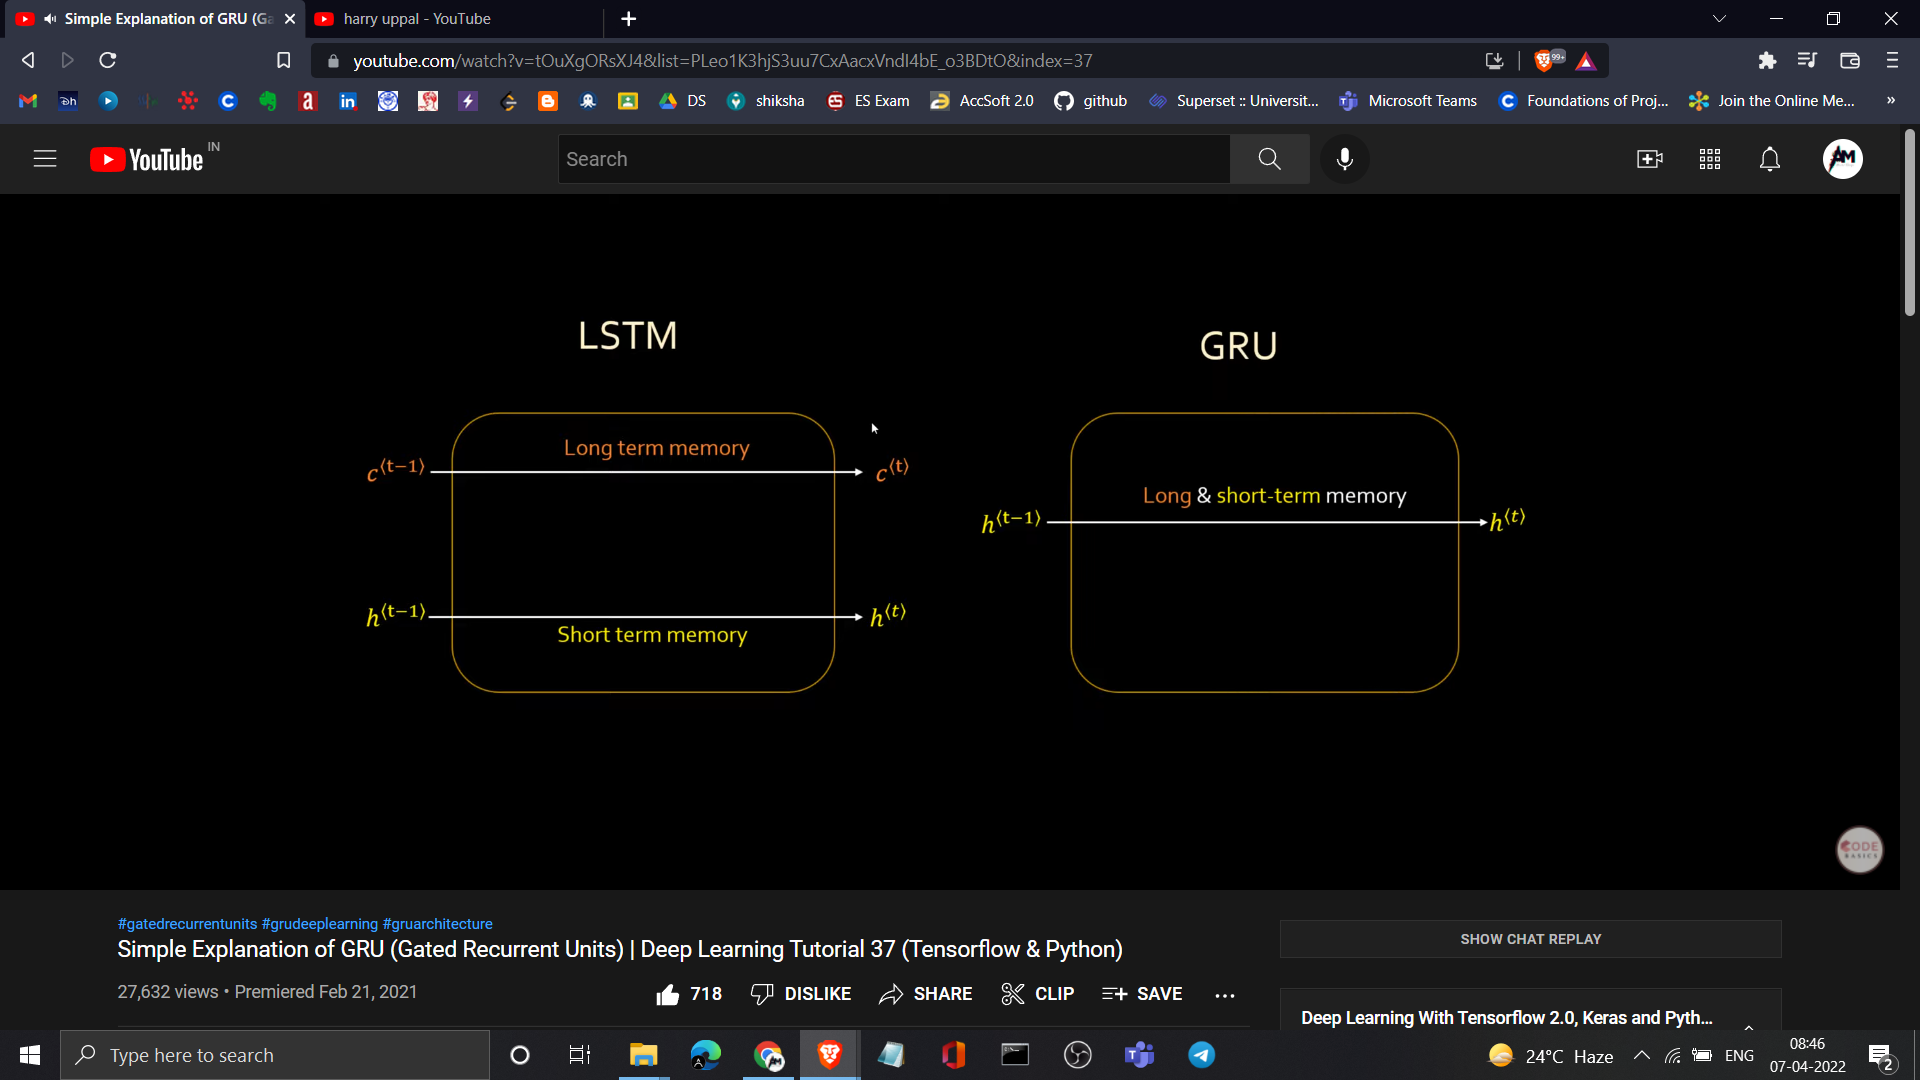 Simple Explanation of GRU (Ga
harry uppal - YouTube
youtube.com/watch?v=tOuXgORsXJ4&list=PLeo1K3hjS3uu7CxAacxVndI4bE_o3BDtO&index=37
99+
DS
shiksha
ES Exam
AccSoft 2.0
github
Superset :: Universit...
Microsoft Teams
Foundations of Proj...
Join the Online Me...
»
YouTube IN
Search
AM
LSTM
GRU
Long term memory
c⟨t−1⟩
c⟨t⟩
Long & short-term memory
h⟨t−1⟩
h⟨t⟩
h⟨t−1⟩
h⟨t⟩
Short term memory
CODE
BASICS
#gatedrecurrentunits #grudeeplearning #gruarchitecture
Simple Explanation of GRU (Gated Recurrent Units) | Deep Learning Tutorial 37 (Tensorflow & Python)
27,632 views • Premiered Feb 21, 2021
718
DISLIKE
SHARE
CLIP
SAVE
SHOW CHAT REPLAY
Deep Learning With Tensorflow 2.0, Keras and Pyth...
Type here to search
24°C Haze
ENG
08:46
07-04-2022
2